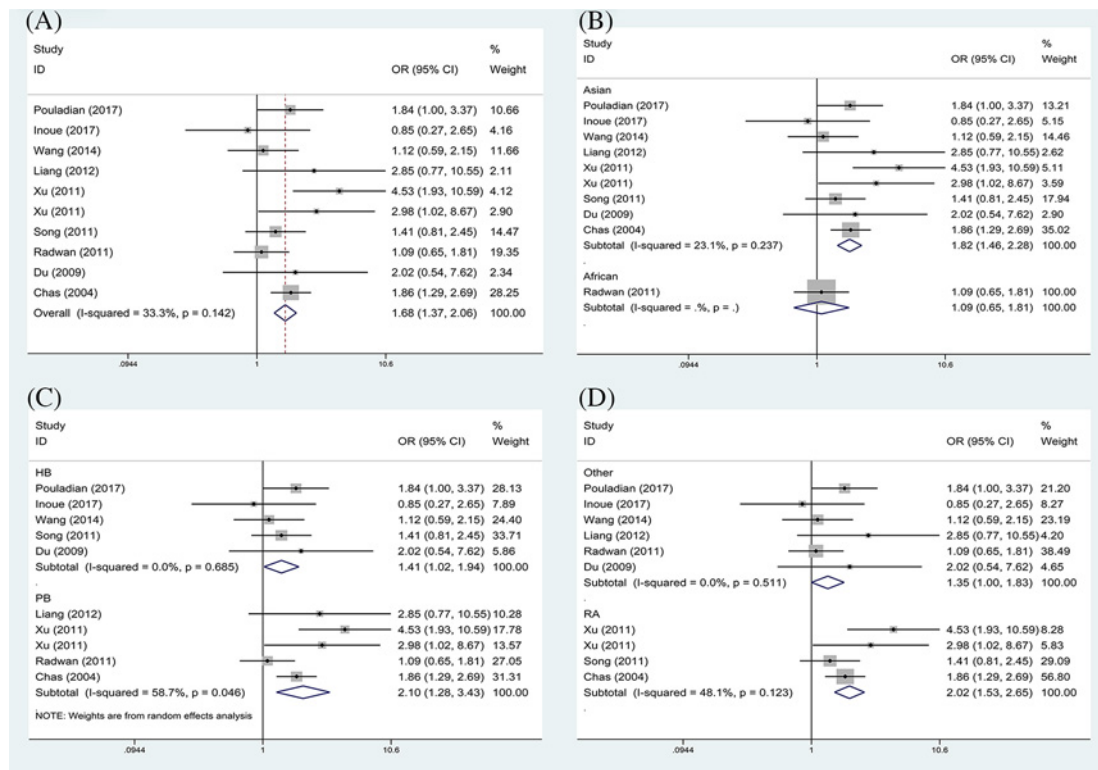 (A)
Study %
ID OR (95% CI) Weight
Pouladian (2017) 1.84 (1.00, 3.37) 10.66
Inoue (2017) 0.85 (0.27, 2.65) 4.16
Wang (2014) 1.12 (0.59, 2.15) 11.66
Liang (2012) 2.85 (0.77, 10.55) 2.11
Xu (2011) 4.53 (1.93, 10.59) 4.12
Xu (2011) 2.98 (1.02, 8.67) 2.90
Song (2011) 1.41 (0.81, 2.45) 14.47
Radwan (2011) 1.09 (0.65, 1.81) 19.35
Du (2009) 2.02 (0.54, 7.62) 2.34
Chas (2004) 1.86 (1.29, 2.69) 28.25
Overall (I-squared = 33.3%, p = 0.142) 1.68 (1.37, 2.06) 100.00
.0944 1 10.6
(B)
Study %
ID OR (95% CI) Weight
Asian
Pouladian (2017) 1.84 (1.00, 3.37) 13.21
Inoue (2017) 0.85 (0.27, 2.65) 5.15
Wang (2014) 1.12 (0.59, 2.15) 14.46
Liang (2012) 2.85 (0.77, 10.55) 2.62
Xu (2011) 4.53 (1.93, 10.59) 5.11
Xu (2011) 2.98 (1.02, 8.67) 3.59
Song (2011) 1.41 (0.81, 2.45) 17.94
Du (2009) 2.02 (0.54, 7.62) 2.90
Chas (2004) 1.86 (1.29, 2.69) 35.02
Subtotal (I-squared = 23.1%, p = 0.237) 1.82 (1.46, 2.28) 100.00
.
African
Radwan (2011) 1.09 (0.65, 1.81) 100.00
Subtotal (I-squared = .%, p = .) 1.09 (0.65, 1.81) 100.00
.
.0944 1 10.6
(C)
Study %
ID OR (95% CI) Weight
HB
Pouladian (2017) 1.84 (1.00, 3.37) 28.13
Inoue (2017) 0.85 (0.27, 2.65) 7.89
Wang (2014) 1.12 (0.59, 2.15) 24.40
Song (2011) 1.41 (0.81, 2.45) 33.71
Du (2009) 2.02 (0.54, 7.62) 5.86
Subtotal (I-squared = 0.0%, p = 0.685) 1.41 (1.02, 1.94) 100.00
.
PB
Liang (2012) 2.85 (0.77, 10.55) 10.28
Xu (2011) 4.53 (1.93, 10.59) 17.78
Xu (2011) 2.98 (1.02, 8.67) 13.57
Radwan (2011) 1.09 (0.65, 1.81) 27.05
Chas (2004) 1.86 (1.29, 2.69) 31.31
Subtotal (I-squared = 58.7%, p = 0.046) 2.10 (1.28, 3.43) 100.00
.
NOTE: Weights are from random effects analysis
.0944 1 10.6
(D)
Study %
ID OR (95% CI) Weight
Other
Pouladian (2017) 1.84 (1.00, 3.37) 21.20
Inoue (2017) 0.85 (0.27, 2.65) 8.27
Wang (2014) 1.12 (0.59, 2.15) 23.19
Liang (2012) 2.85 (0.77, 10.55) 4.20
Radwan (2011) 1.09 (0.65, 1.81) 38.49
Du (2009) 2.02 (0.54, 7.62) 4.65
Subtotal (I-squared = 0.0%, p = 0.511) 1.35 (1.00, 1.83) 100.00
.
RA
Xu (2011) 4.53 (1.93, 10.59) 8.28
Xu (2011) 2.98 (1.02, 8.67) 5.83
Song (2011) 1.41 (0.81, 2.45) 29.09
Chas (2004) 1.86 (1.29, 2.69) 56.80
Subtotal (I-squared = 48.1%, p = 0.123) 2.02 (1.53, 2.65) 100.00
.
.0944 1 10.6